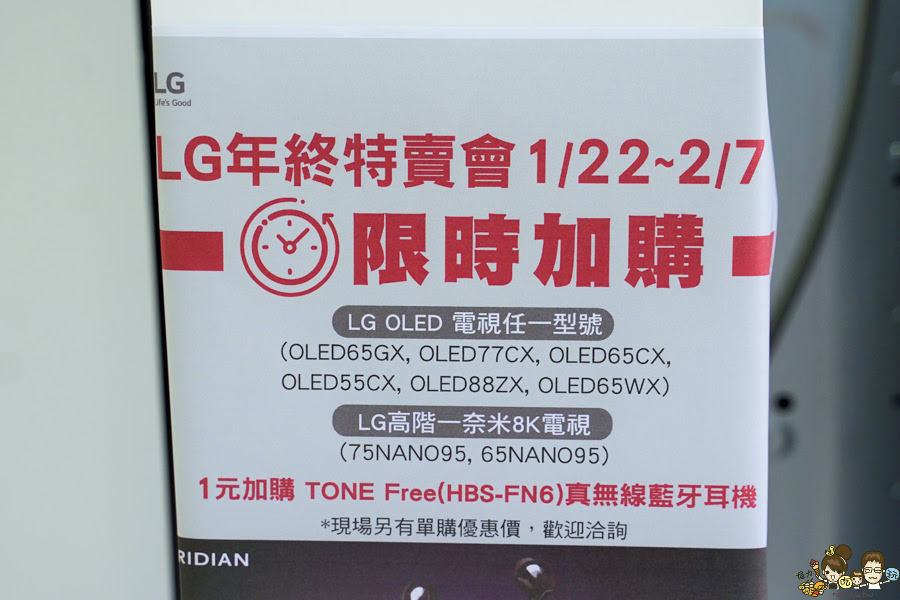 LG
Life's Good
LG年終特賣會1/22~2/7
限時加購
LG OLED 電視任一型號
(OLED65GX, OLED77CX, OLED65CX,
OLED55CX, OLED88ZX, OLED65WX)
LG高階一奈米8K電視
(75NANO95, 65NANO95)
1元加購 TONE Free(HBS-FN6)真無線藍牙耳機
*現場另有單購優惠價，歡迎洽詢
RIDIAN